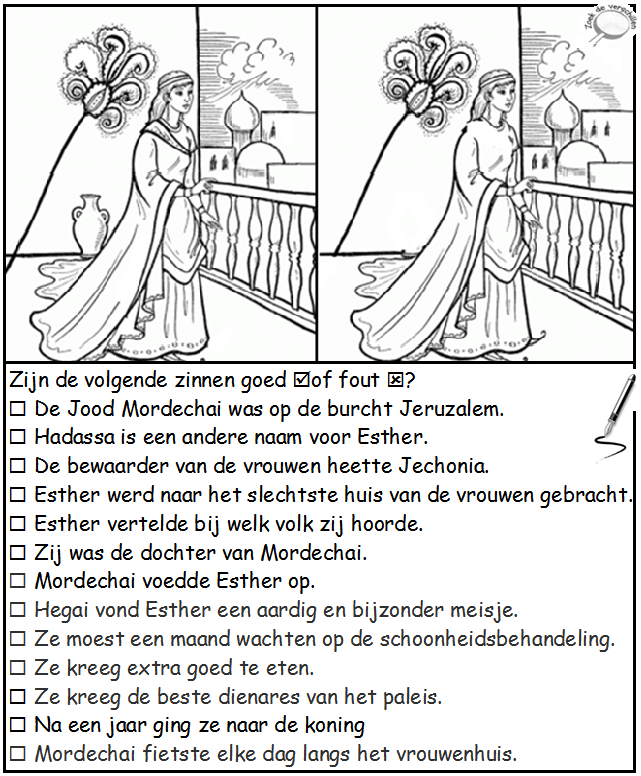 Zoek de verschillen
Zijn de volgende zinnen goed ☑of fout ☒?
☐ De Jood Mordechai was op de burcht Jeruzalem.
☐ Hadassa is een andere naam voor Esther.
☐ De bewaarder van de vrouwen heette Jechonia.
☐ Esther werd naar het slechtste huis van de vrouwen gebracht.
☐ Esther vertelde bij welk volk zij hoorde.
☐ Zij was de dochter van Mordechai.
☐ Mordechai voedde Esther op.
☐ Hegai vond Esther een aardig en bijzonder meisje.
☐ Ze moest een maand wachten op de schoonheidsbehandeling.
☐ Ze kreeg extra goed te eten.
☐ Ze kreeg de beste dienares van het paleis.
☐ Na een jaar ging ze naar de koning
☐ Mordechai fietste elke dag langs het vrouwenhuis.